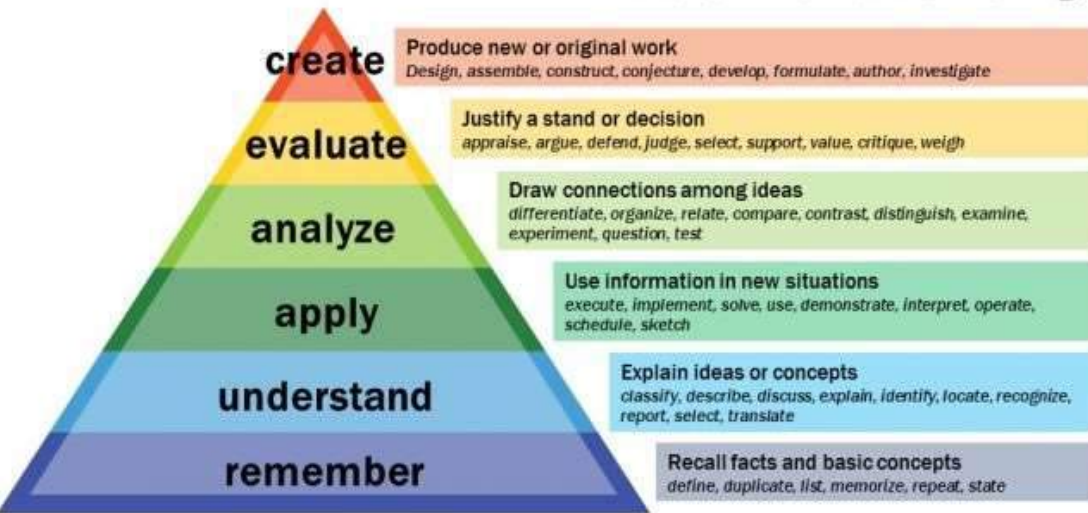 create
Produce new or original work
Design, assemble, construct, conjecture, develop, formulate, author, investigate
evaluate
Justify a stand or decision
appraise, argue, defend, judge, select, support, value, critique, weigh
analyze
Draw connections among ideas
differentiate, organize, relate, compare, contrast, distinguish, examine,
experiment, question, test
apply
Use information in new situations
execute, implement, solve, use, demonstrate, interpret, operate,
schedule, sketch
understand
Explain ideas or concepts
classify, describe, discuss, explain, identify, locate, recognize,
report, select, translate
remember
Recall facts and basic concepts
define, duplicate, list, memorize, repeat, state